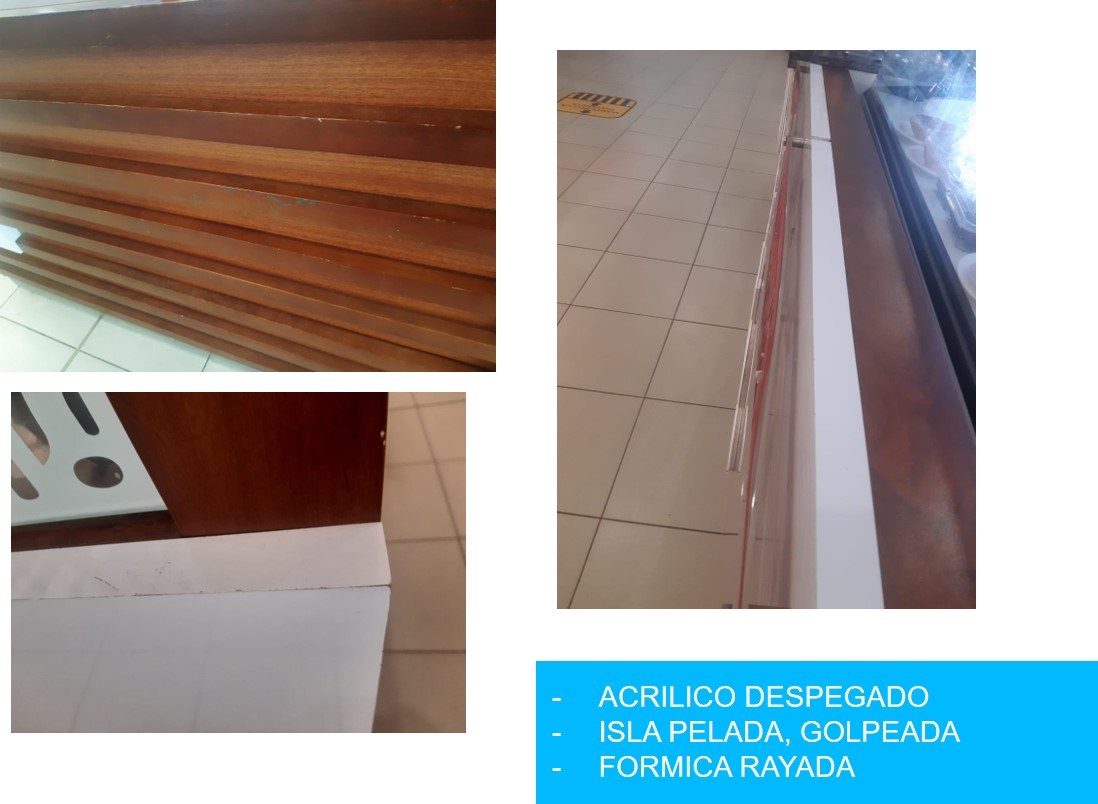 - ACRILICO DESPEGADO
- ISLA PELADA, GOLPEADA
- FORMICA RAYADA